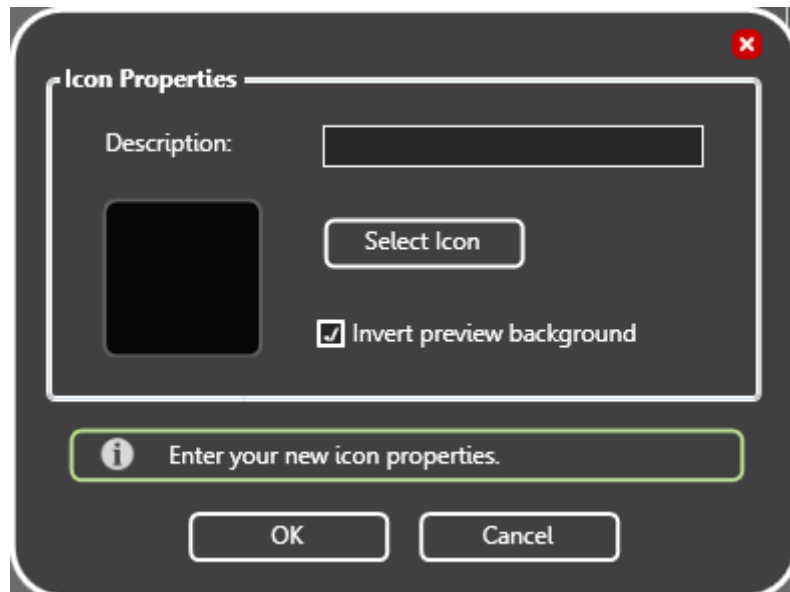 Icon Properties
Description:
Select Icon
Invert preview background
Enter your new icon properties.
OK
Cancel